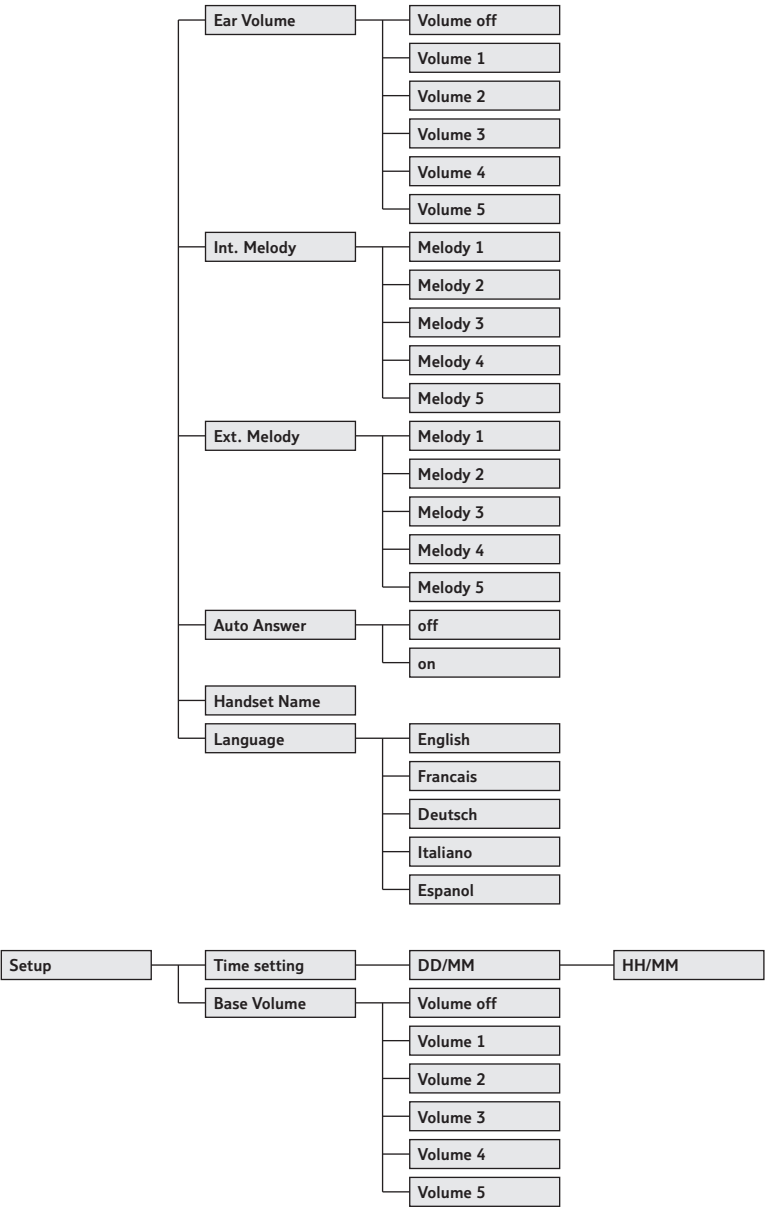 Ear Volume
Volume off
Volume 1
Volume 2
Volume 3
Volume 4
Volume 5
Int. Melody
Melody 1
Melody 2
Melody 3
Melody 4
Melody 5
Ext. Melody
Melody 1
Melody 2
Melody 3
Melody 4
Melody 5
Auto Answer
off
on
Handset Name
Language
English
Francais
Deutsch
Italiano
Espanol
Setup
Time setting
DD/MM
HH/MM
Base Volume
Volume off
Volume 1
Volume 2
Volume 3
Volume 4
Volume 5